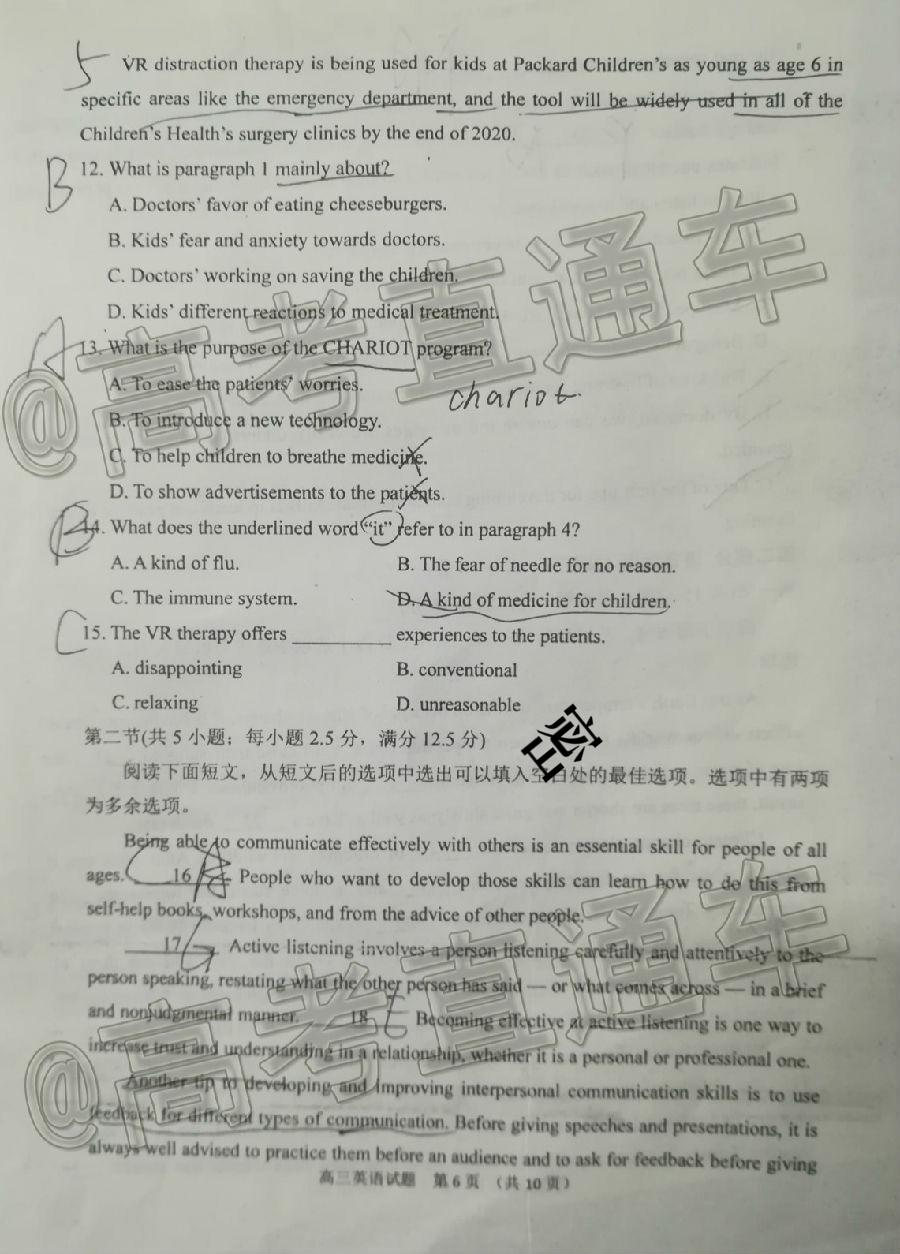 5 VR distraction therapy is being used for kids at Packard Children's as young as age 6 in
specific areas like the emergency department, and the tool will be widely used in all of the
Children's Health's surgery clinics by the end of 2020.
B 12. What is paragraph 1 mainly about?
A. Doctors' favor of eating cheeseburgers.
B. Kids' fear and anxiety towards doctors.
C. Doctors' working on saving the children.
D. Kids' different reactions to medical treatment.
A 13. What is the purpose of the CHARIOT program?
A. To ease the patients' worries.
chariot
B. To introduce a new technology.
C. To help children to breathe medicine.
D. To show advertisements to the patients.
B 14. What does the underlined word "it" refer to in paragraph 4?
A. A kind of flu. B. The fear of needle for no reason.
C. The immune system. D. A kind of medicine for children.
C 15. The VR therapy offers __________ experiences to the patients.
A. disappointing B. conventional
C. relaxing D. unreasonable
密
第二节(共 5 小题；每小题 2.5 分，满分 12.5 分)
阅读下面短文，从短文后的选项中选出可以填入空白处的最佳选项。选项中有两项
为多余选项。
Being able to communicate effectively with others is an essential skill for people of all
ages. 16 People who want to develop those skills can learn how to do this from
self-help books, workshops, and from the advice of other people.
17 G Active listening involves a person listening carefully and attentively to the
person speaking, restating what the other person has said — or what comes across — in a brief
and nonjudgmental manner. 18 Becoming effective at active listening is one way to
increase trust and understanding in a relationship, whether it is a personal or professional one.
Another tip to developing and improving interpersonal communication skills is to use
feedback for different types of communication. Before giving speeches and presentations, it is
always well advised to practice them before an audience and to ask for feedback before giving
高三英语试题 第 6 页 （共 10 页）
@高考直通车
@高考直通车